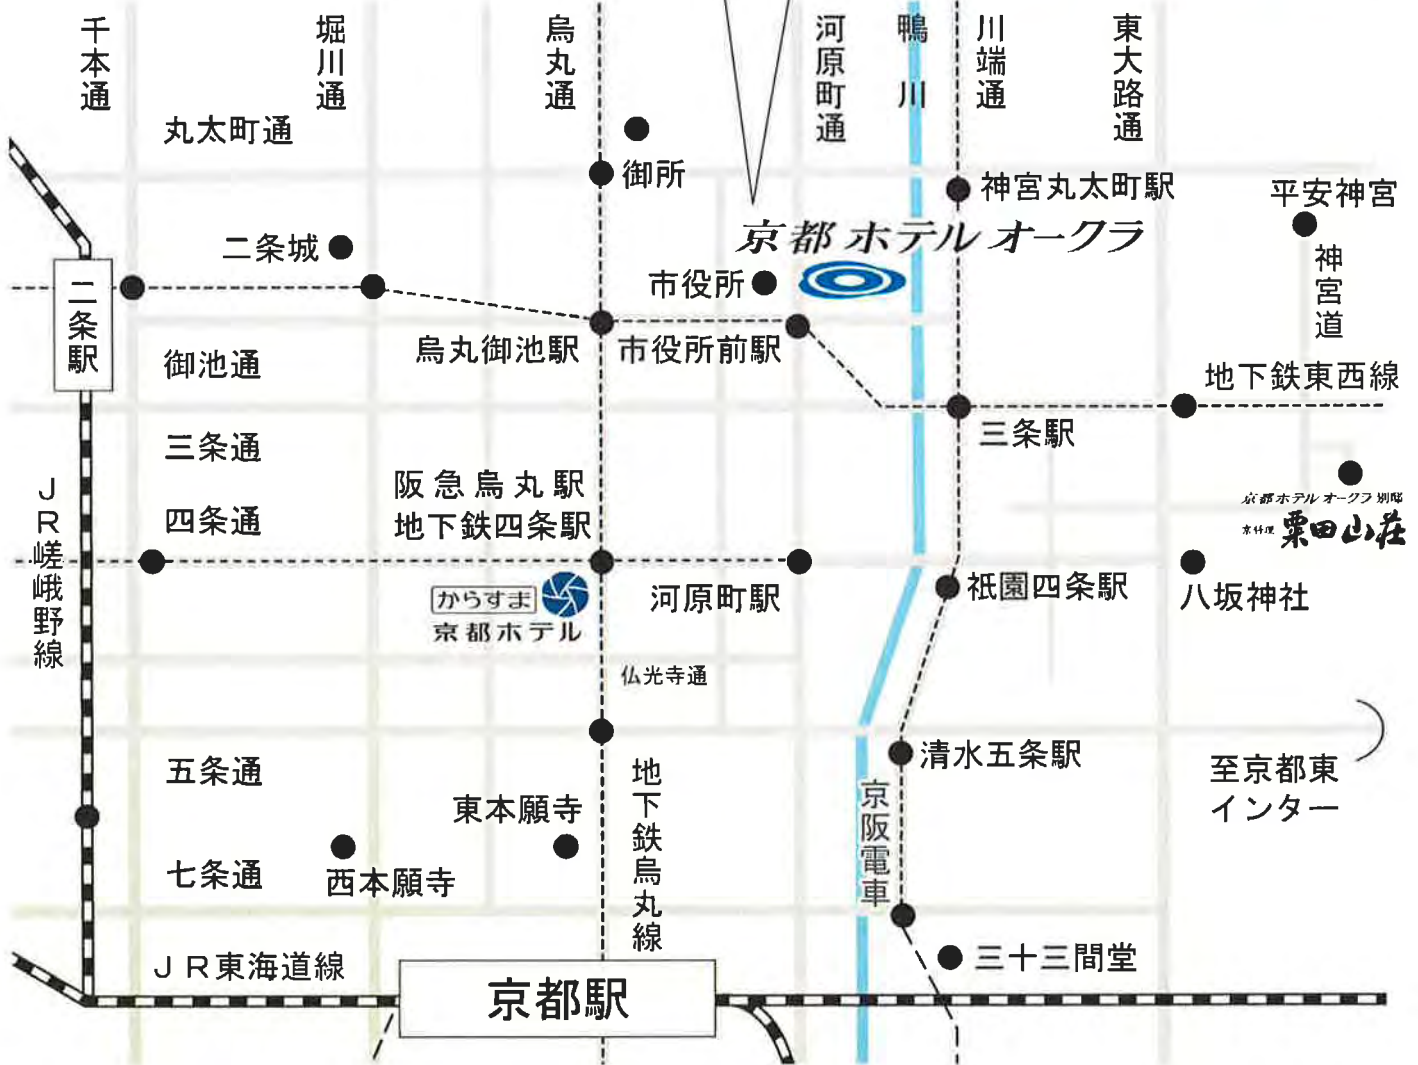 千本通
堀川通
烏丸通
河原町通
鴨川
川端通
東大路通
丸太町通
御所
神宮丸太町駅
平安神宮
二条城
京都ホテルオークラ
市役所
神宮道
二条駅
烏丸御池駅
市役所前駅
御池通
地下鉄東西線
三条通
三条駅
阪急烏丸駅
地下鉄四条駅
四条通
京都ホテルオークラ 別邸
京料理 粟田山荘
JR嵯峨野線
からすま
京都ホテル
河原町駅
祇園四条駅
八坂神社
仏光寺通
清水五条駅
至京都東
インター
五条通
地下鉄烏丸線
京阪電車
東本願寺
七条通
西本願寺
JR東海道線
三十三間堂
京都駅